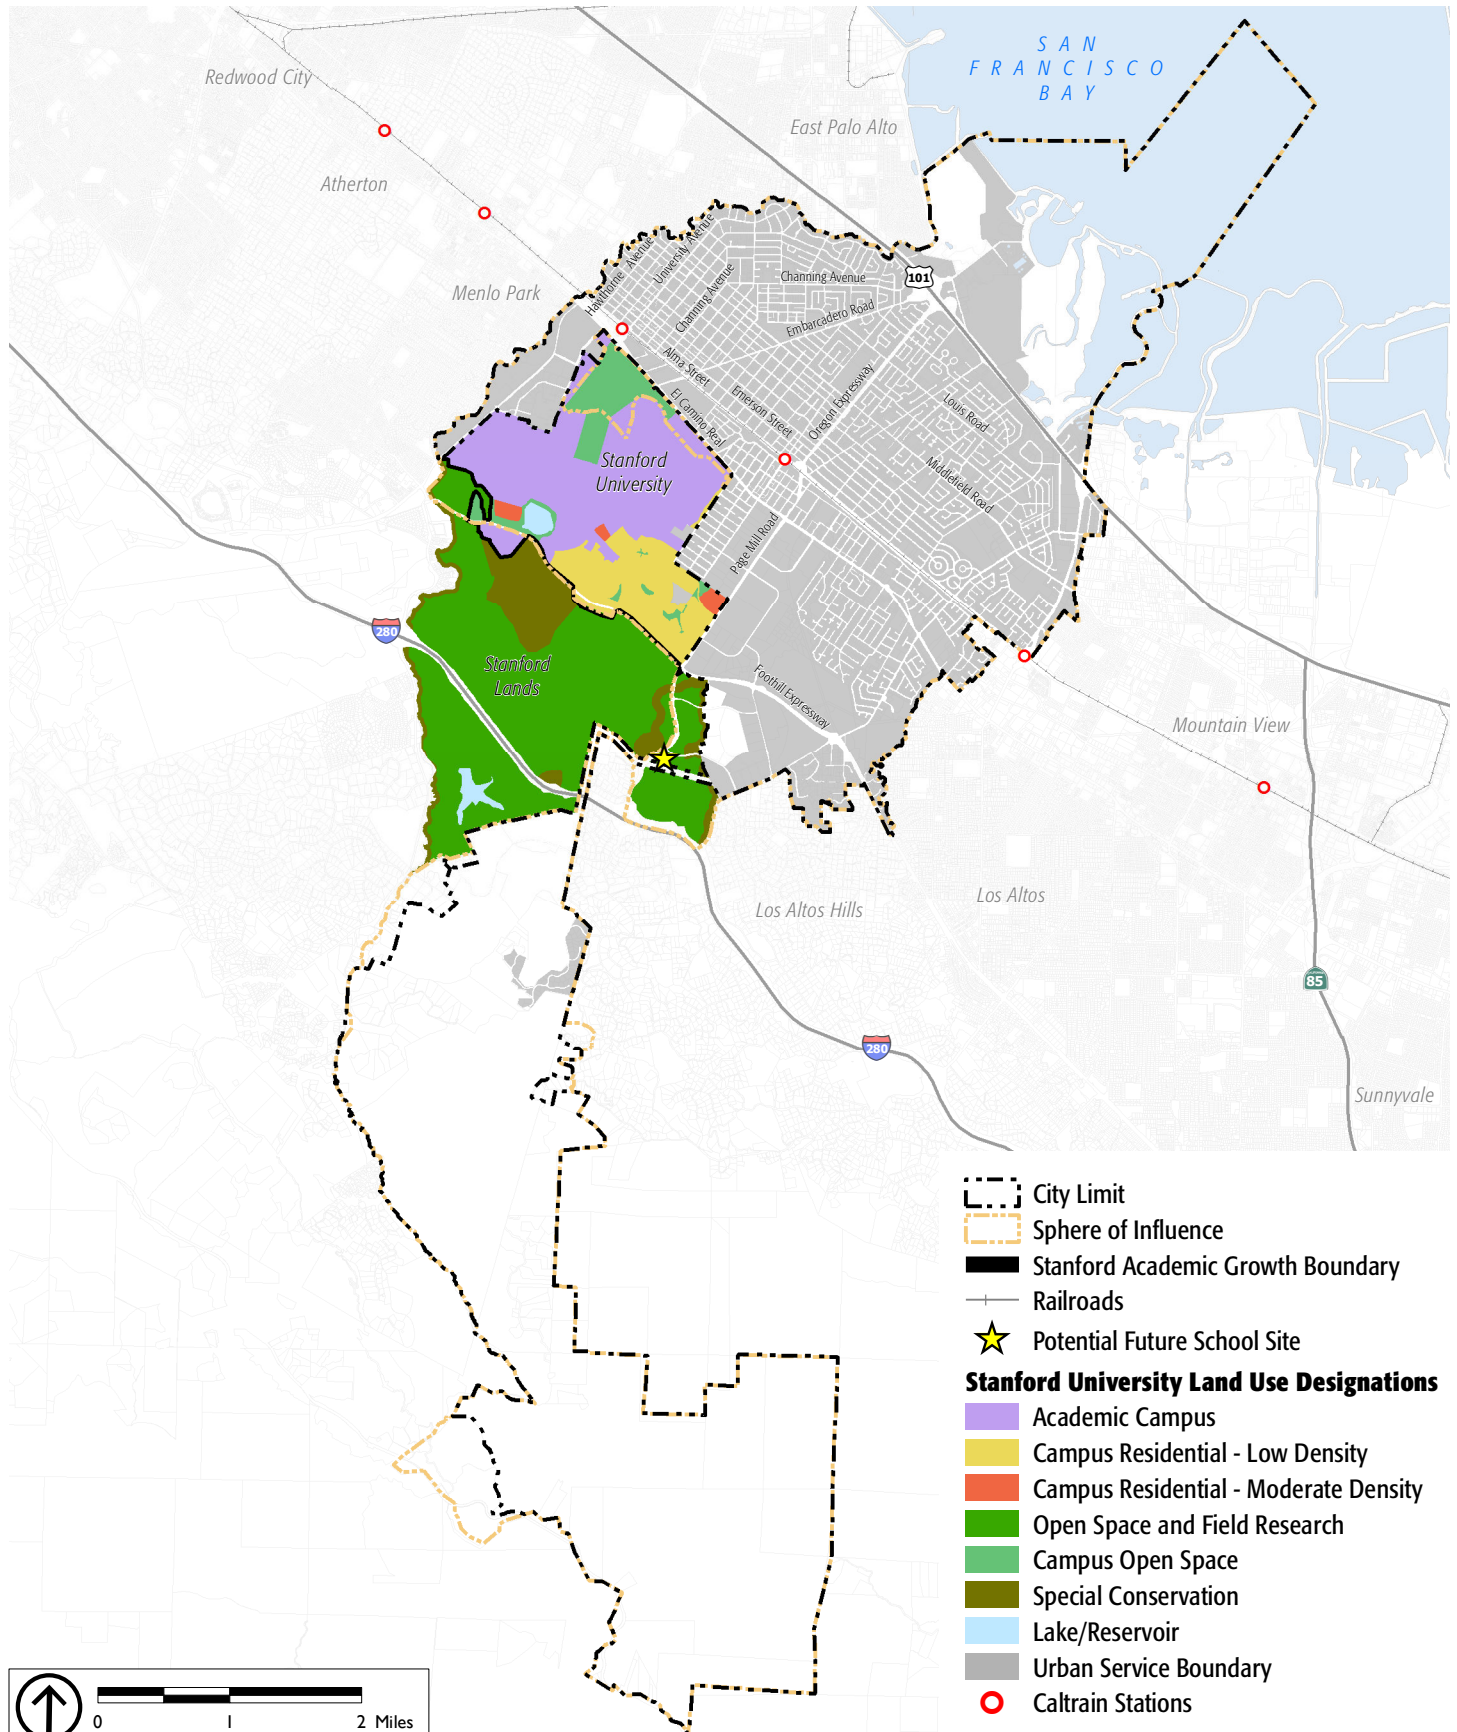 SAN
FRANCISCO
BAY
Redwood City
East Palo Alto
Atherton
Menlo Park
Hawthorne Avenue
University Avenue
Channing Avenue
Channing Avenue
101
Embarcadero Road
Alma Street
Emerson Street
El Camino Real
Oregon Expressway
Louis Road
Middlefield Road
Stanford
University
Page Mill Road
280
Stanford
Lands
Foothill Expressway
Mountain View
Los Altos Hills
Los Altos
85
280
Sunnyvale
City Limit
Sphere of Influence
Stanford Academic Growth Boundary
Railroads
Potential Future School Site
Stanford University Land Use Designations
Academic Campus
Campus Residential - Low Density
Campus Residential - Moderate Density
Open Space and Field Research
Campus Open Space
Special Conservation
Lake/Reservoir
Urban Service Boundary
Caltrain Stations
0 1 2 Miles